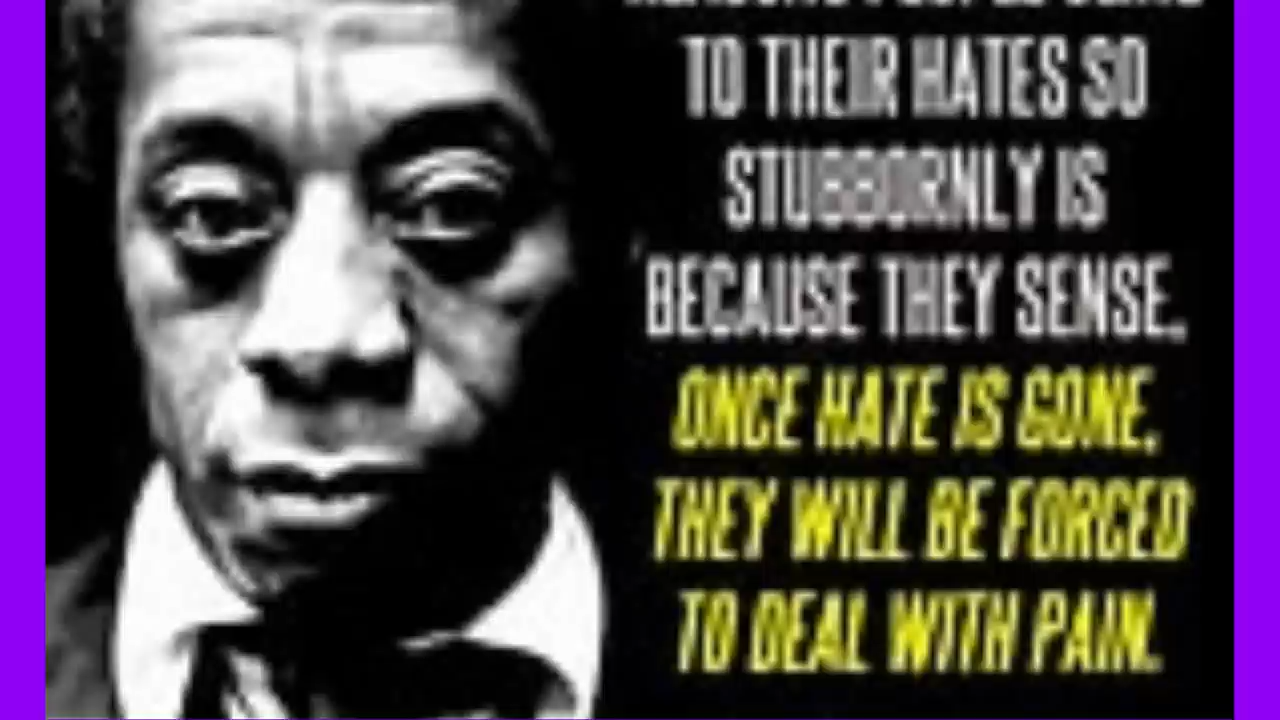 TO THEIR HATES SO
STUBBORNLY IS
BECAUSE THEY SENSE,
ONCE HATE IS GONE,
THEY WILL BE FORCED
TO DEAL WITH PAIN.